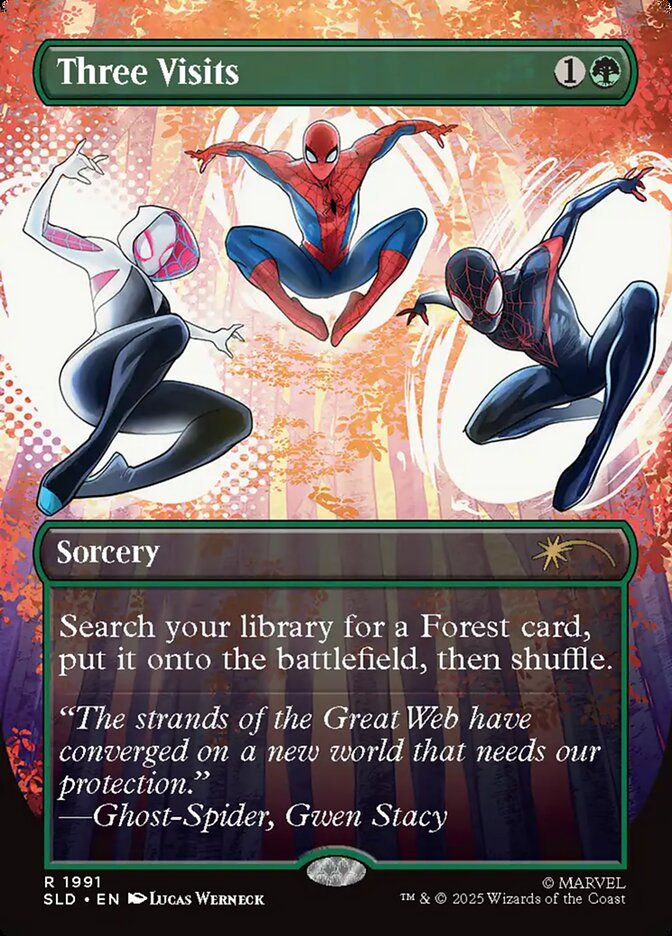 Three Visits 1
Sorcery
Search your library for a Forest card,
put it onto the battlefield, then shuffle.
“The strands of the Great Web have
converged on a new world that needs our
protection.”
—Ghost-Spider, Gwen Stacy
R 1991
SLD • EN Lucas Werneck
© MARVEL
™ & © 2025 Wizards of the Coast